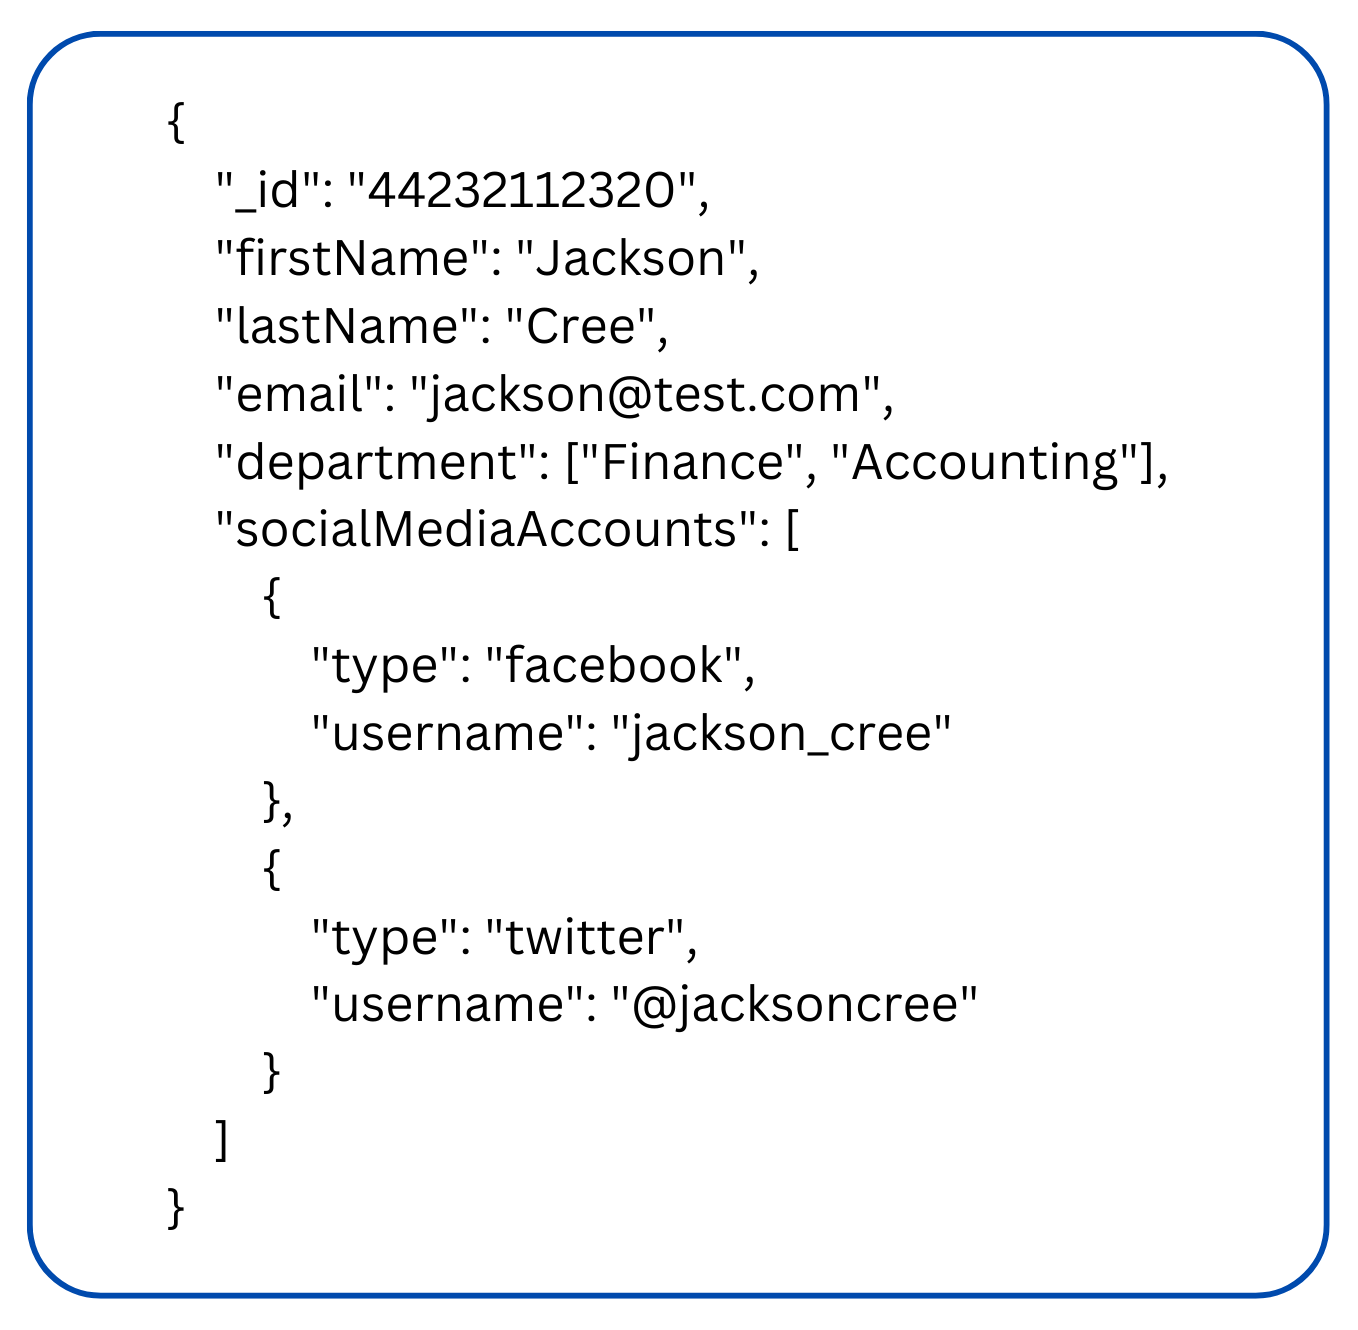 {
"_id": "44232112320",
"firstName": "Jackson",
"lastName": "Cree",
"email": "jackson@test.com",
"department": ["Finance", "Accounting"],
"socialMediaAccounts": [
{
"type": "facebook",
"username": "jackson_cree"
},
{
"type": "twitter",
"username": "@jacksoncree"
}
]
}